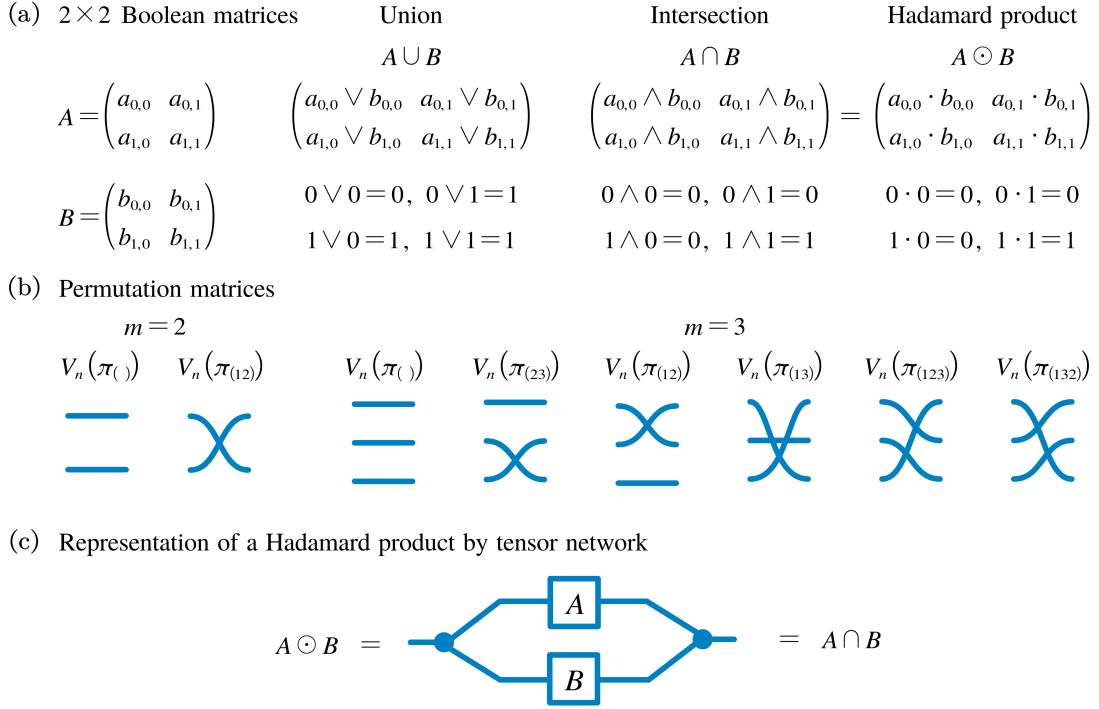 (a) 2×2 Boolean matrices Union Intersection Hadamard product
A∪B A∩B A⊙B
A=(a0,0 a0,1 a1,0 a1,1) (a0,0∨b0,0 a0,1∨b0,1 a1,0∨b1,0 a1,1∨b1,1) (a0,0∧b0,0 a0,1∧b0,1 a1,0∧b1,0 a1,1∧b1,1) = (a0,0·b0,0 a0,1·b0,1 a1,0·b1,0 a1,1·b1,1)
B=(b0,0 b0,1 b1,0 b1,1)
0∨0=0, 0∨1=1 0∧0=0, 0∧1=0 0·0=0, 0·1=0
1∨0=1, 1∨1=1 1∧0=0, 1∧1=1 1·0=0, 1·1=1
(b) Permutation matrices
m=2 m=3
Vn(π( )) Vn(π(12)) Vn(π( )) Vn(π(23)) Vn(π(12)) Vn(π(13)) Vn(π(123)) Vn(π(132))
(c) Representation of a Hadamard product by tensor network
A
A⊙B = = A∩B
B